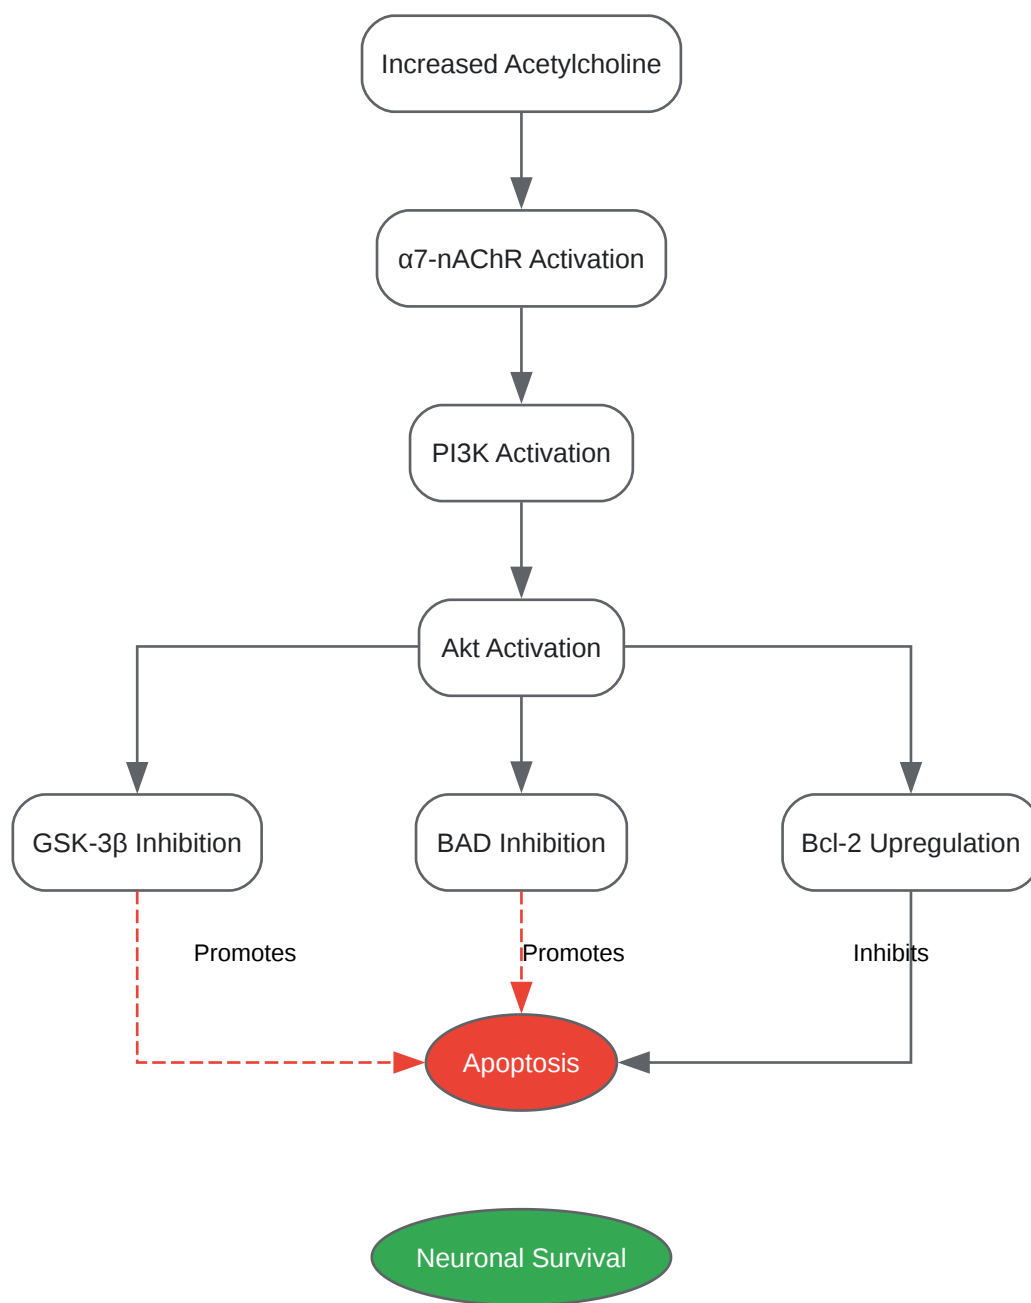 Increased Acetylcholine
α7-nAChR Activation
PI3K Activation
Akt Activation
GSK-3β Inhibition
BAD Inhibition
Bcl-2 Upregulation
Promotes
Promotes
Inhibits
Apoptosis
Neuronal Survival